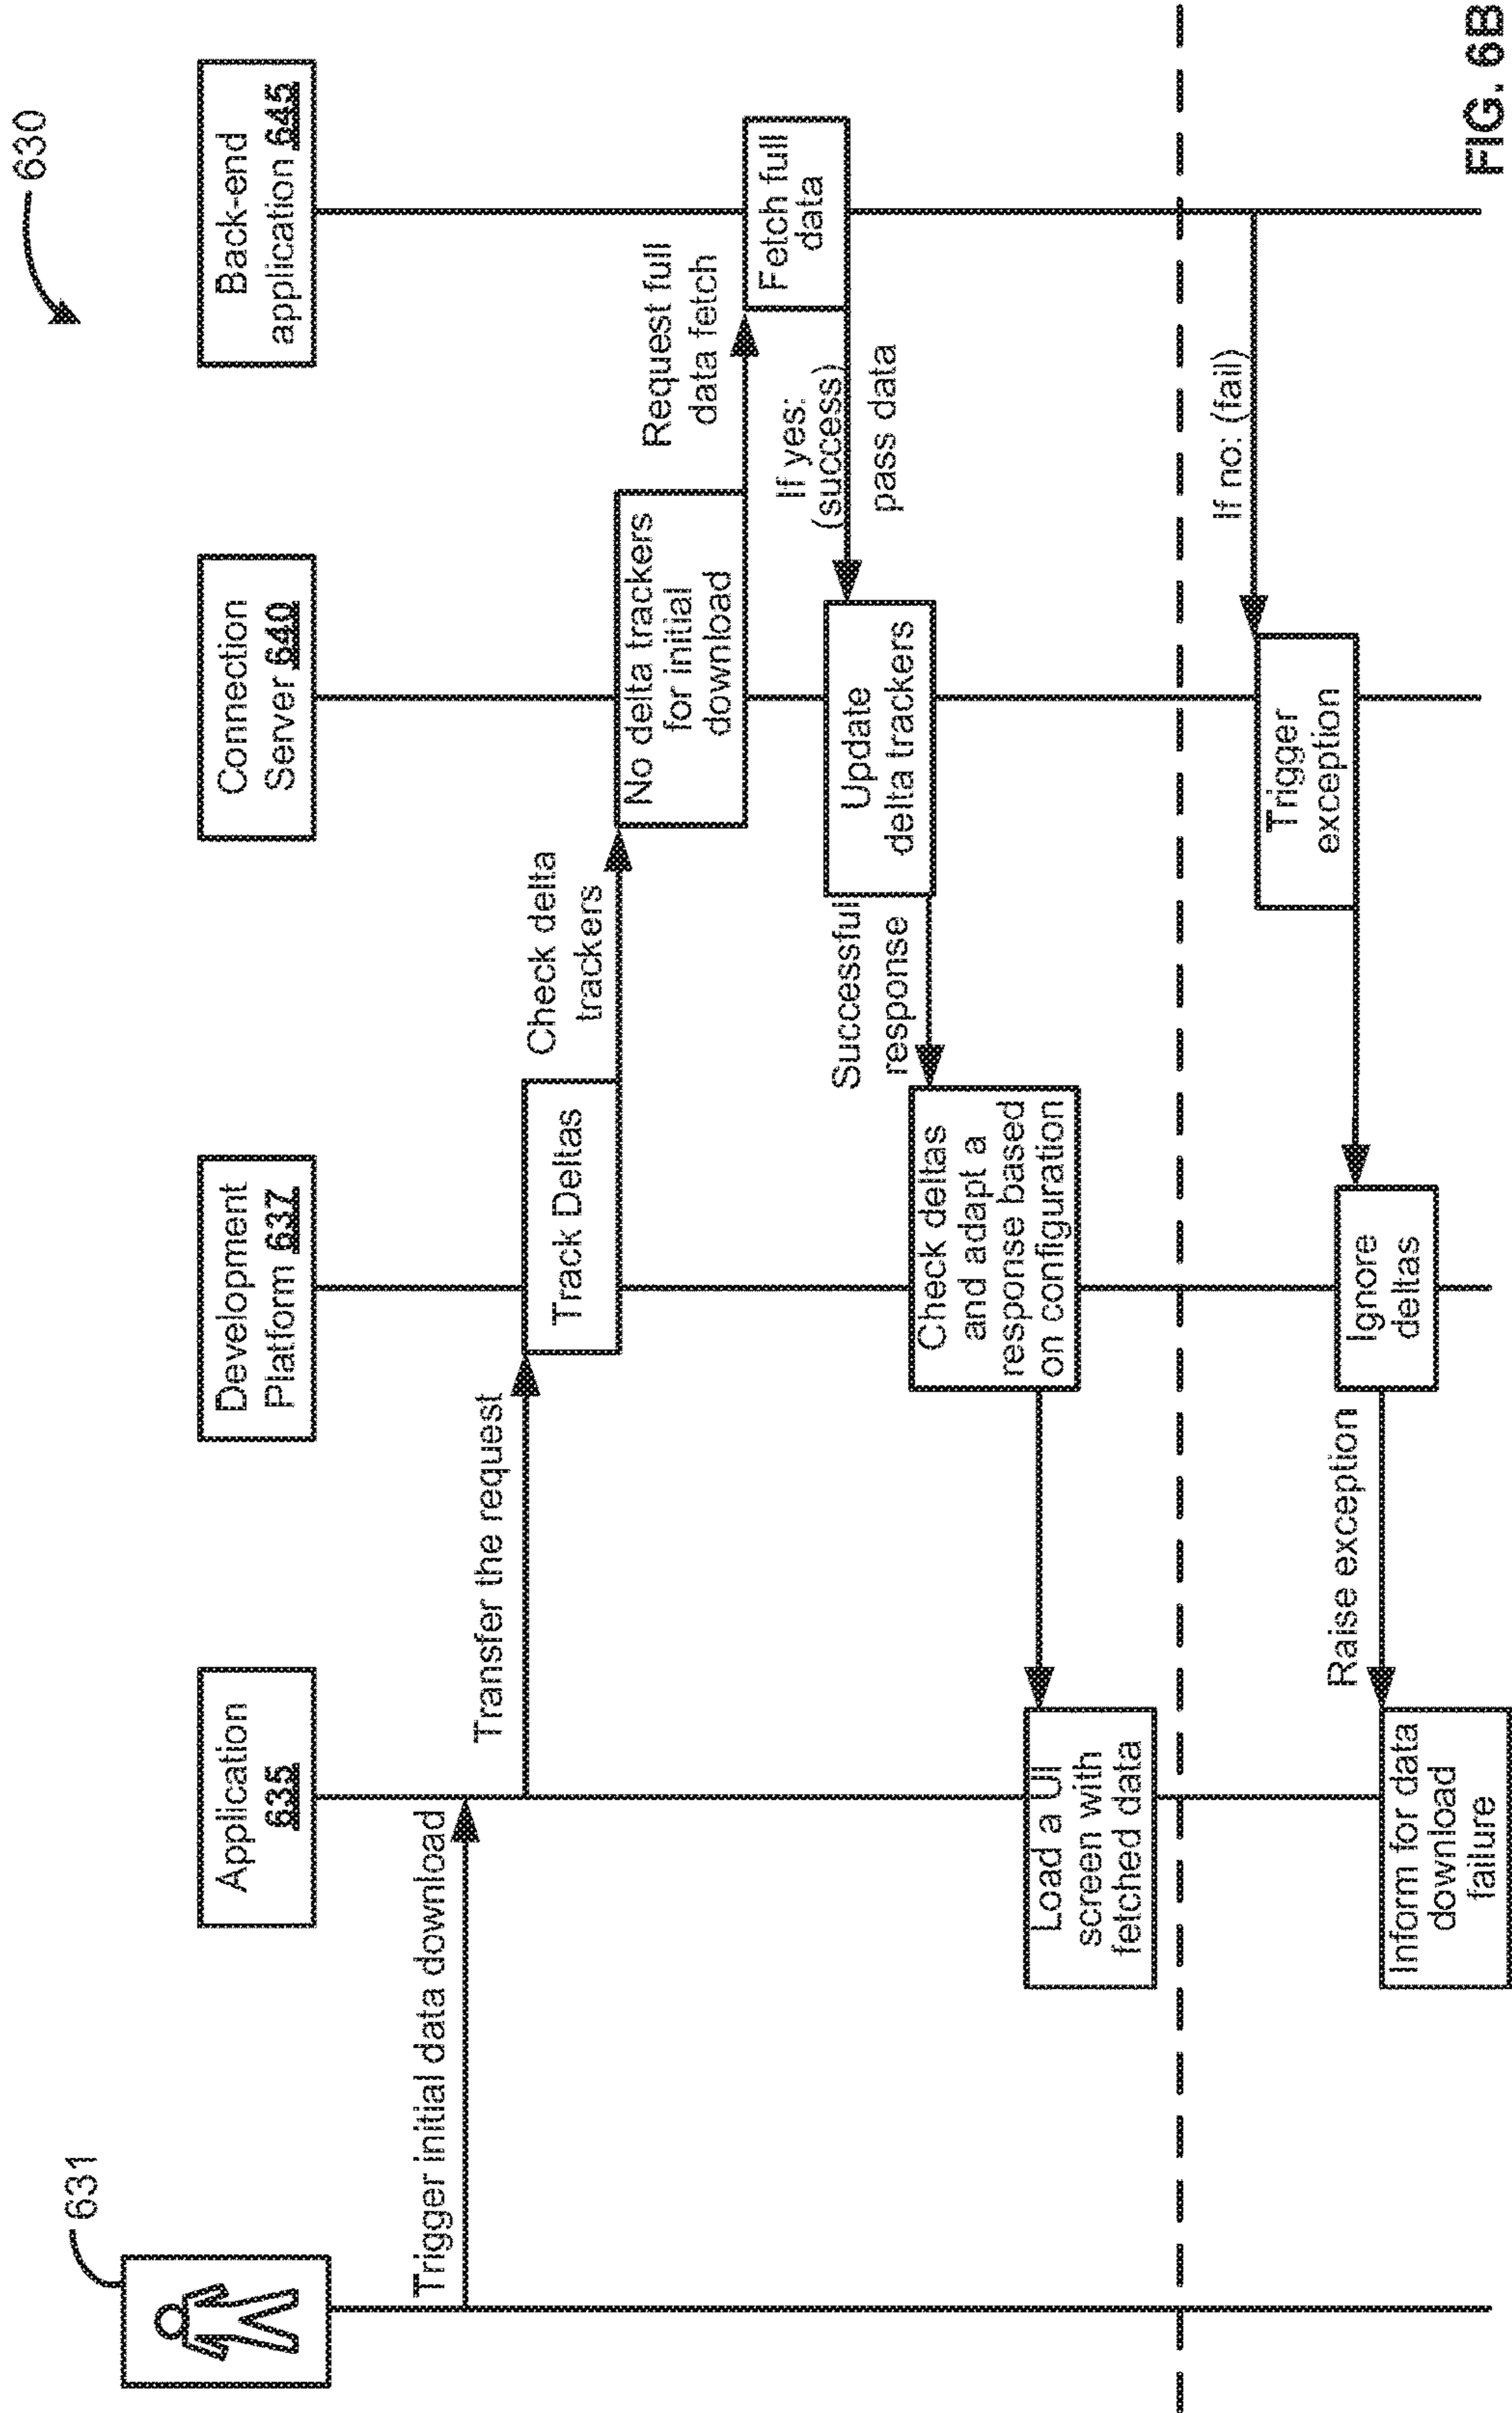 630
631
Application
635
Development
Platform 637
Connection
Server 640
Back-end
application 645
Trigger initial data download
Transfer the request
Track Deltas
Check delta
trackers
No delta trackers
for initial
download
Request full
data fetch
Fetch full
data
If yes:
(success)
pass data
Update
delta trackers
Successful
response
Check deltas
and adapt a
response based
on configuration
Load a UI
screen with
fetched data
If no: (fail)
Trigger
exception
Ignore
deltas
Raise exception
Inform for data
download
failure
FIG. 6B